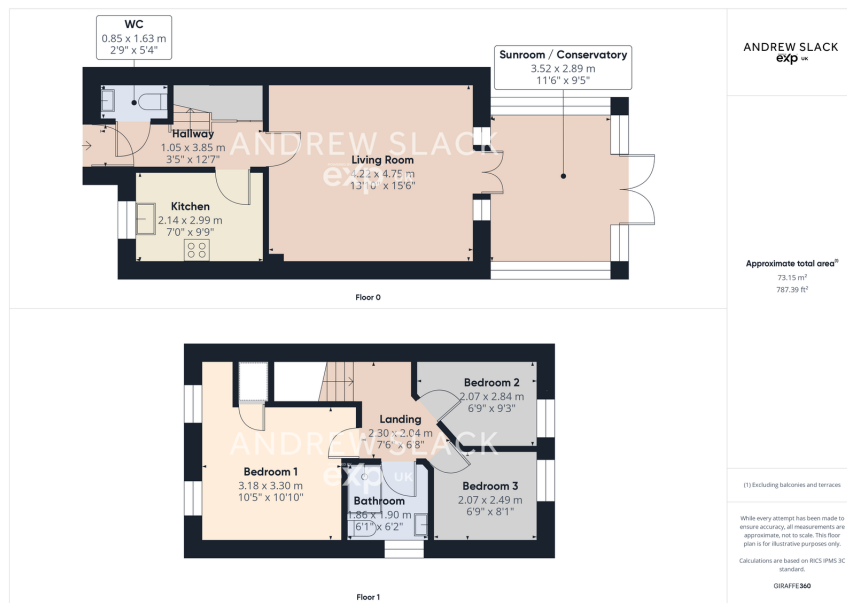 WC
0.85 x 1.63 m
2'9" x 5'4"
Sunroom / Conservatory
3.52 x 2.89 m
11'6" x 9'5"
Hallway
1.05 x 3.85 m
3'5" x 12'7"
Living Room
4.22 x 4.75 m
13'10" x 15'6"
Kitchen
2.14 x 2.99 m
7'0" x 9'9"
ANDREW SLACK
exp UK
Floor 0
Bedroom 2
2.07 x 2.84 m
6'9" x 9'3"
Landing
2.30 x 2.04 m
7'6" x 6'8"
Bedroom 1
3.18 x 3.30 m
10'5" x 10'10"
Bathroom
1.86 x 1.90 m
6'1" x 6'2"
Bedroom 3
2.07 x 2.49 m
6'9" x 8'1"
ANDREW SLACK
exp UK
Floor 1
ANDREW SLACK
exp UK
Approximate total area(1)
73.15 m²
787.39 ft²
(1) Excluding balconies and terraces
While every attempt has been made to
ensure accuracy, all measurements are
approximate, not to scale. This floor
plan is for illustrative purposes only.
Calculations are based on RICS IPMS 3C
standard.
GIRAFFE360